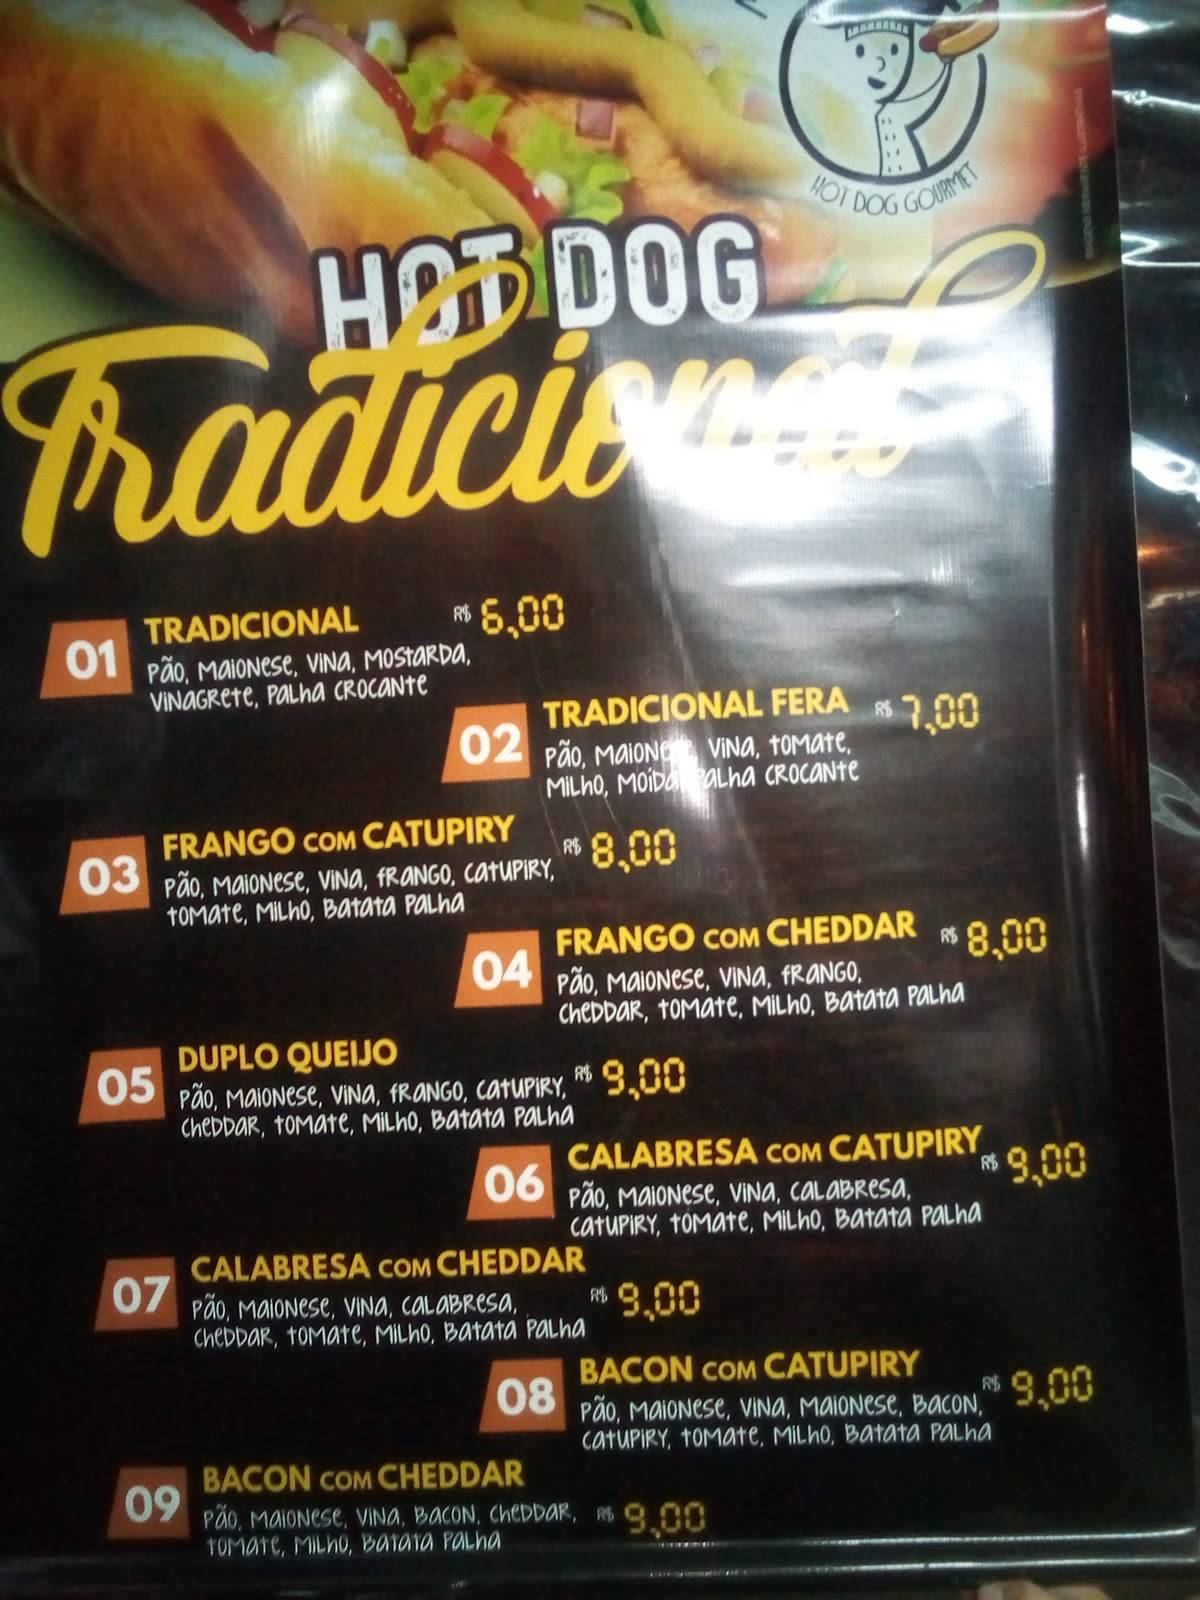 HOT DOG GOURMET
HOT DOG
Tradicional
01 TRADICIONAL R$ 6,00
Pão, Maionese, Vina, Mostarda,
Vinagrete, Palha Crocante
02 TRADICIONAL FERA R$ 7,00
Pão, Maionese, Vina, Tomate,
Milho, Moída, Palha Crocante
03 FRANGO COM CATUPIRY R$ 8,00
Pão, Maionese, Vina, Frango, Catupiry,
Tomate, Milho, Batata Palha
04 FRANGO COM CHEDDAR R$ 8,00
Pão, Maionese, Vina, Frango,
Cheddar, Tomate, Milho, Batata Palha
05 DUPLO QUEIJO R$ 9,00
Pão, Maionese, Vina, Frango, Catupiry,
Cheddar, Tomate, Milho, Batata Palha
06 CALABRESA COM CATUPIRY R$ 9,00
Pão, Maionese, Vina, Calabresa,
Catupiry, Tomate, Milho, Batata Palha
07 CALABRESA COM CHEDDAR R$ 9,00
Pão, Maionese, Vina, Calabresa,
Cheddar, Tomate, Milho, Batata Palha
08 BACON COM CATUPIRY R$ 9,00
Pão, Maionese, Vina, Maionese, Bacon,
Catupiry, Tomate, Milho, Batata Palha
09 BACON COM CHEDDAR R$ 9,00
Pão, Maionese, Vina, Bacon, Cheddar,
Tomate, Milho, Batata Palha